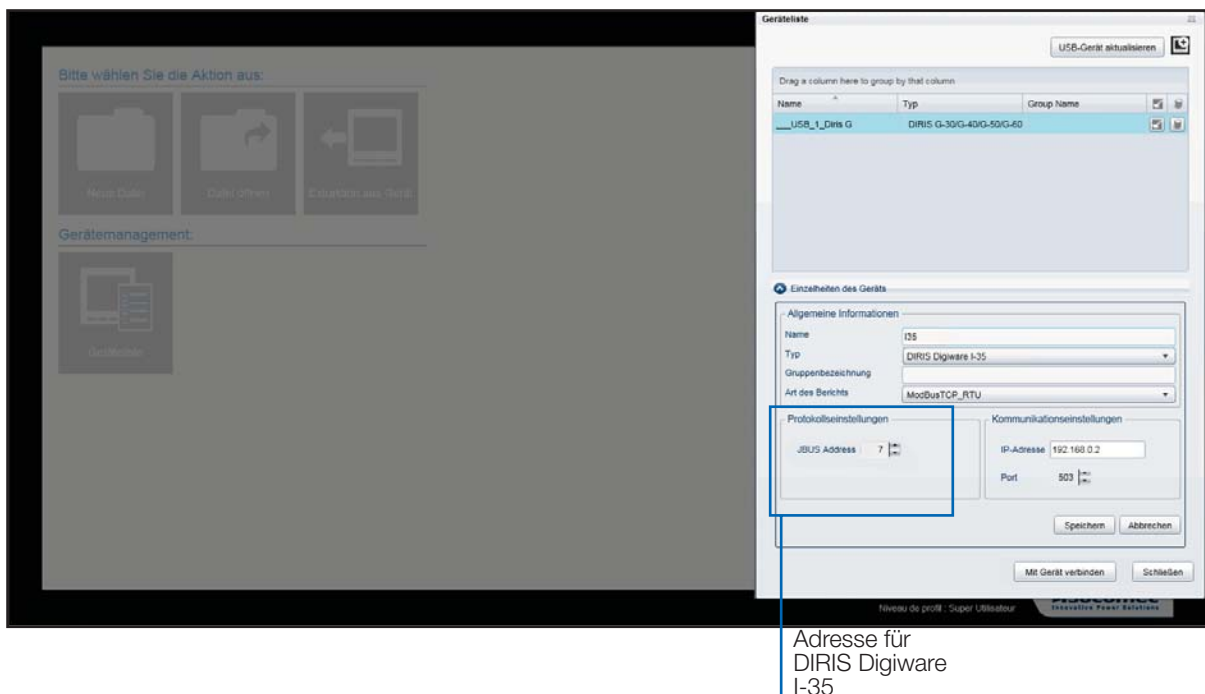 Geräteliste
USB-Gerät aktualisieren
Bitte wählen Sie die Aktion aus:
Drag a column here to group by that column
Name Typ Group Name
___USB_1_Diris G DIRIS G-30/G-40/G-50/G-60
Neue Datei Datei öffnen Exportieren aus Gerät
Gerätemanagement:
Einzelheiten des Geräts
Allgemeine Informationen
Name I35
Typ DIRIS Digiware I-35
Gruppenbezeichnung
Art des Berichts ModBusTCP_RTU
Geräteliste
Protokollseinstellungen Kommunikationseinstellungen
JBUS Address 7 IP-Adresse 192.168.0.2
Port 503
Speichern Abbrechen
Mit Gerät verbinden Schließen
Niveau de profil : Super Utilisateur
socomec
Innovative Power Solutions
Adresse für
DIRIS Digiware
I-35